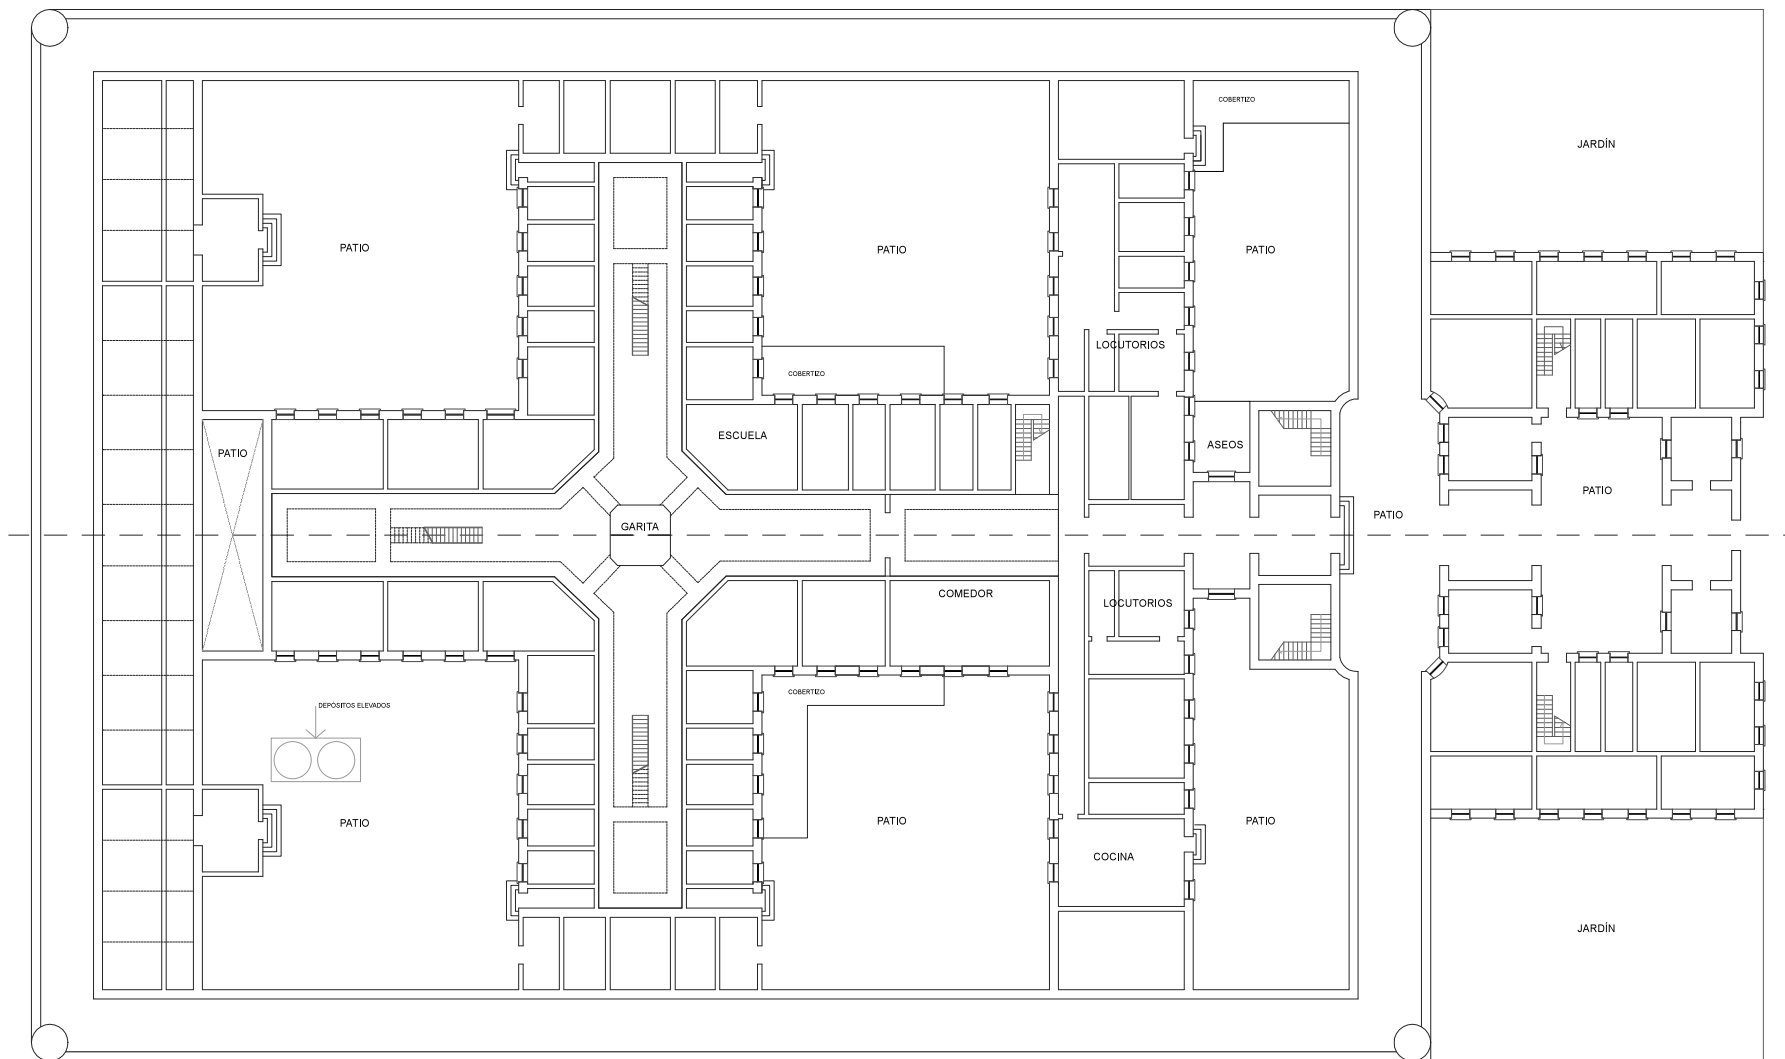 COBERTIZO
JARDÍN
PATIO
PATIO
PATIO
LOCUTORIOS
COBERTIZO
ESCUELA
ASEOS
PATIO
PATIO
PATIO
GARITA
COMEDOR
LOCUTORIOS
COBERTIZO
DEPÓSITOS ELEVADOS
PATIO
PATIO
PATIO
COCINA
JARDÍN